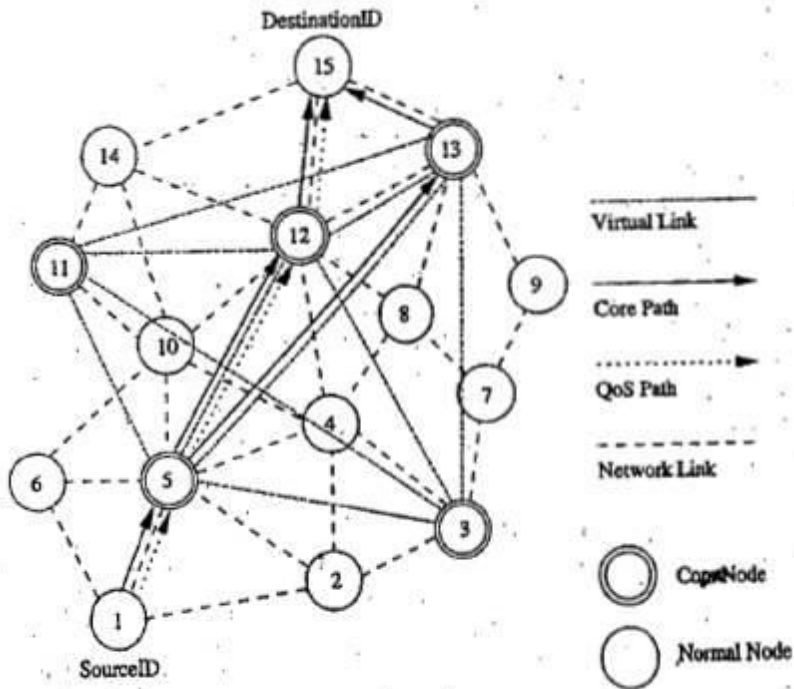 DestinationID
15
14
13
12
11
9
8
10
7
4
6
5
3
2
1
SourceID
Virtual Link
Core Path
QoS Path
Network Link
Node
Normal Node